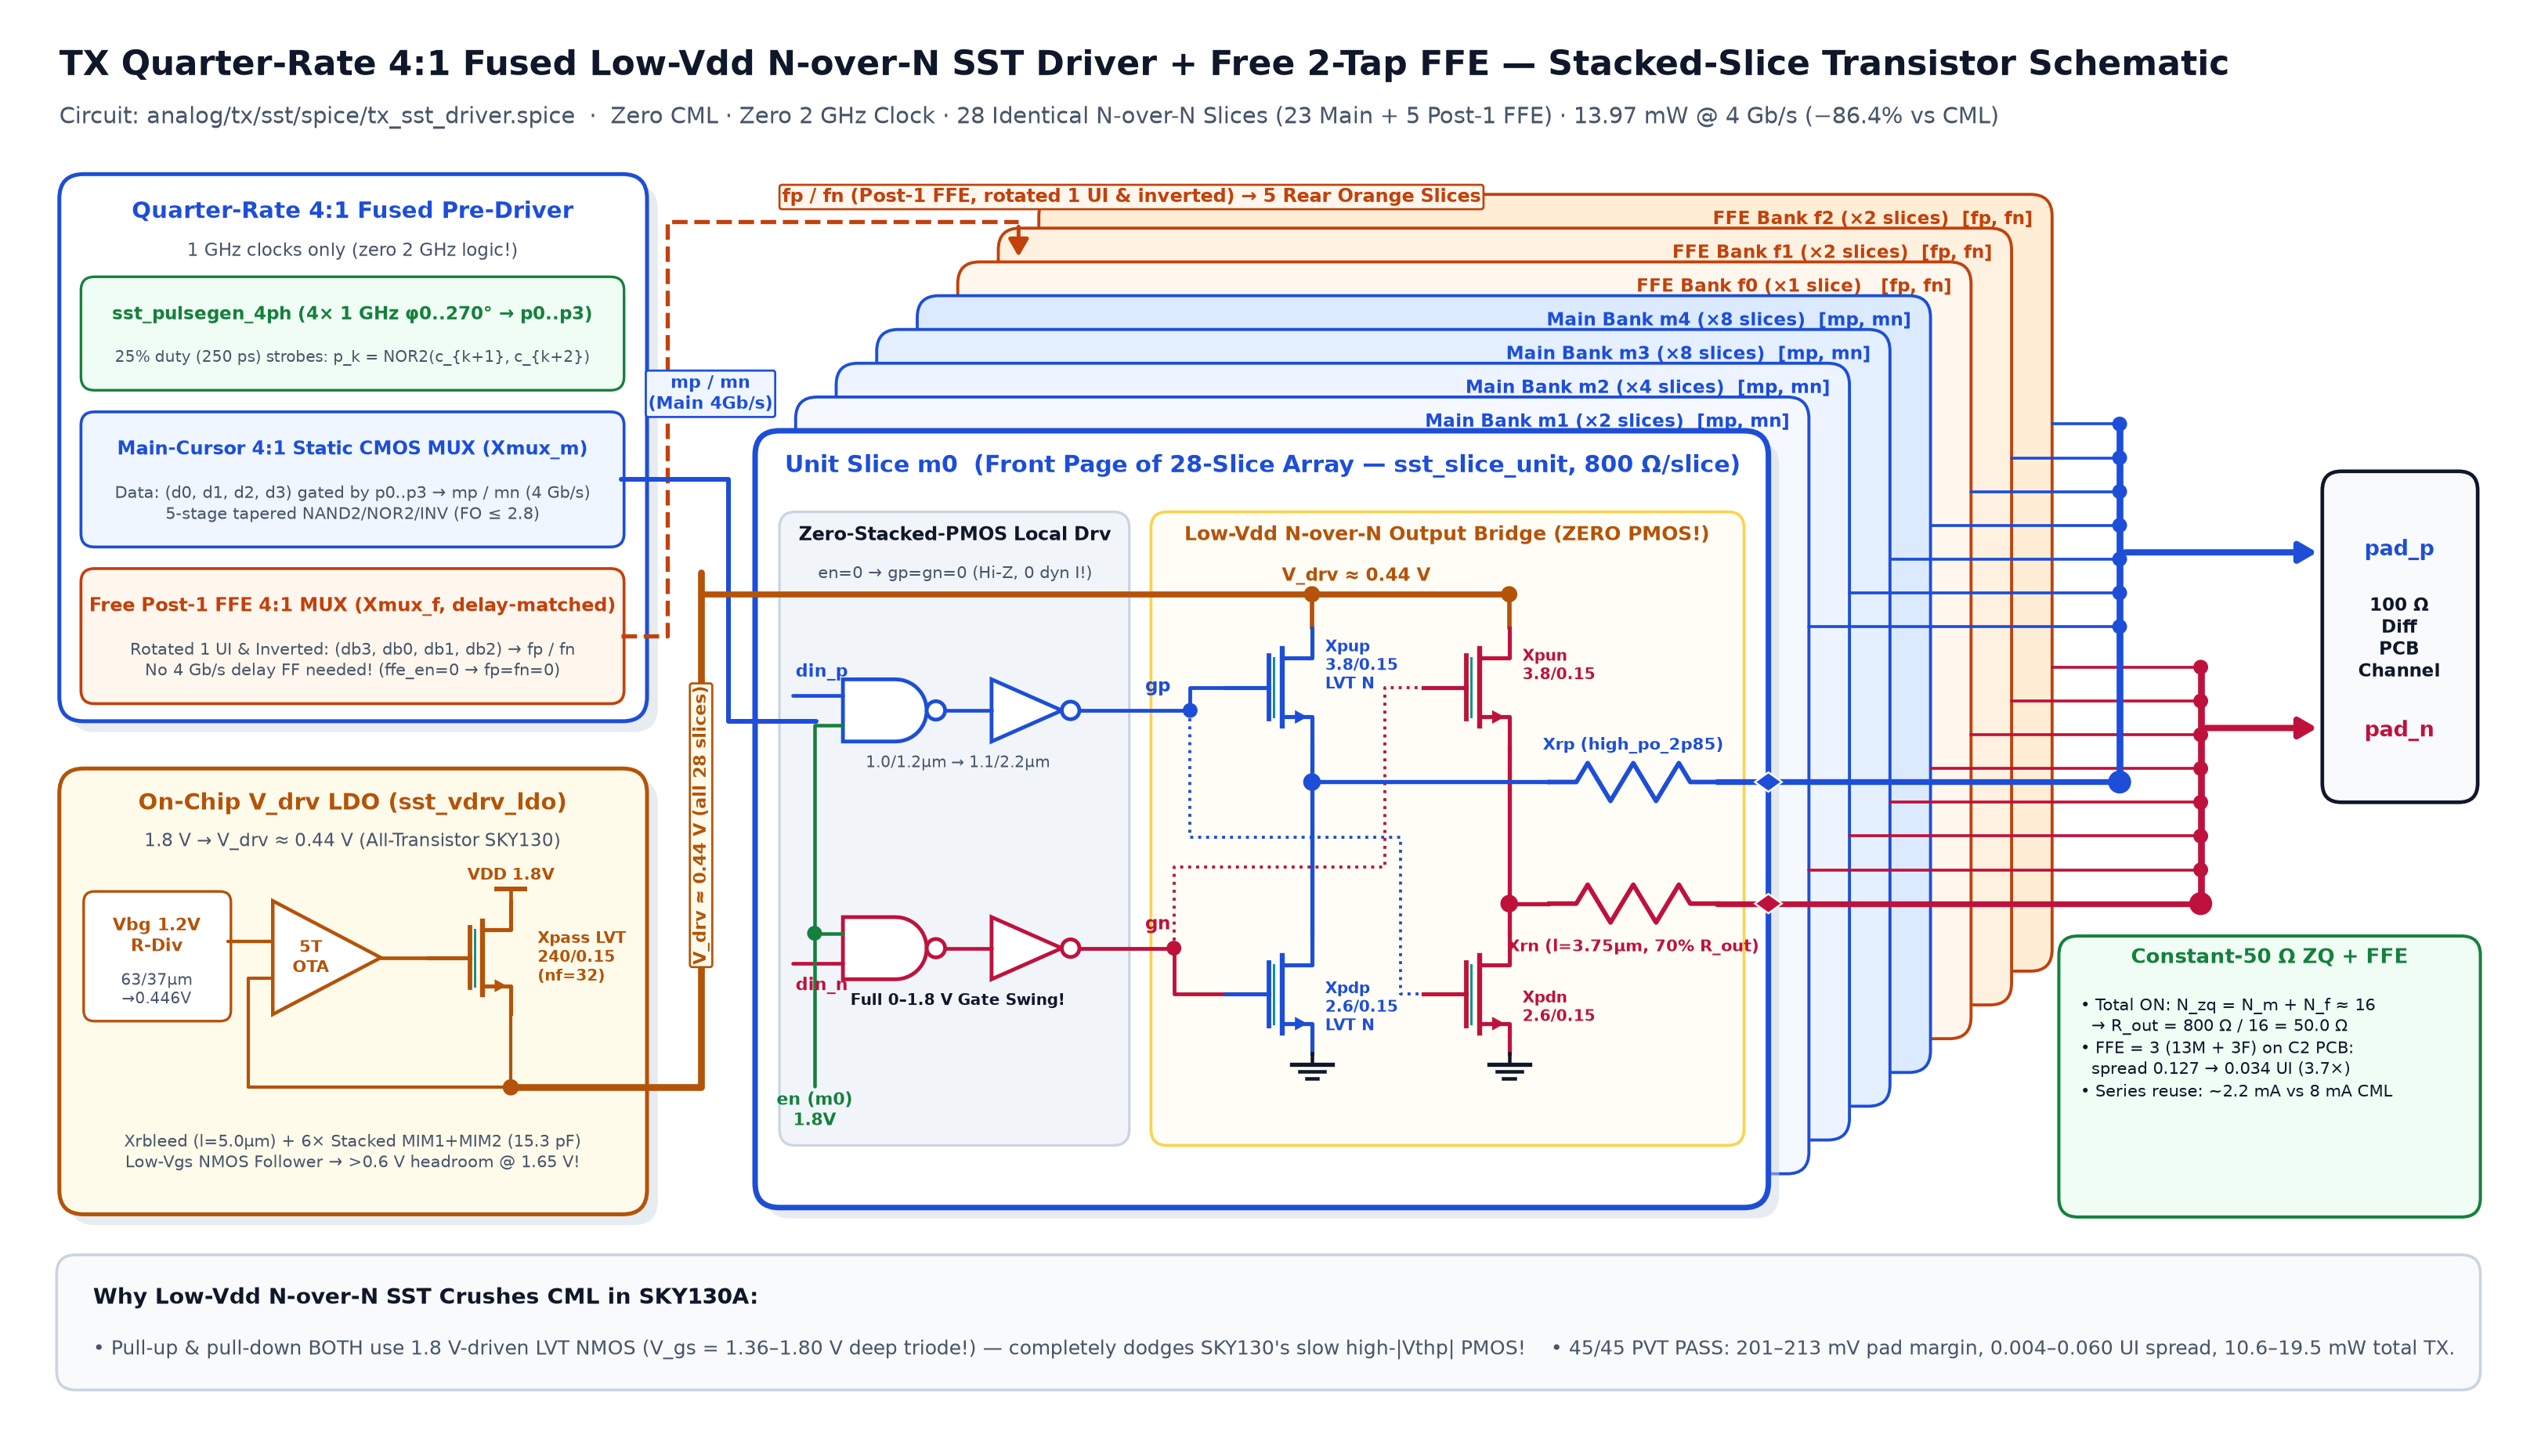 TX Quarter-Rate 4:1 Fused Low-Vdd N-over-N SST Driver + Free 2-Tap FFE — Stacked-Slice Transistor Schematic
Circuit: analog/tx/sst/spice/tx_sst_driver.spice · Zero CML · Zero 2 GHz Clock · 28 Identical N-over-N Slices (23 Main + 5 Post-1 FFE) · 13.97 mW @ 4 Gb/s (−86.4% vs CML)
Quarter-Rate 4:1 Fused Pre-Driver
1 GHz clocks only (zero 2 GHz logic!)
sst_pulsegen_4ph (4× 1 GHz φ0..270° → p0..p3)
25% duty (250 ps) strobes: p_k = NOR2(c_{k+1}, c_{k+2})
Main-Cursor 4:1 Static CMOS MUX (Xmux_m)
Data: (d0, d1, d2, d3) gated by p0..p3 → mp / mn (4 Gb/s)
5-stage tapered NAND2/NOR2/INV (FO ≤ 2.8)
Free Post-1 FFE 4:1 MUX (Xmux_f, delay-matched)
Rotated 1 UI & Inverted: (db3, db0, db1, db2) → fp / fn
No 4 Gb/s delay FF needed! (ffe_en=0 → fp=fn=0)
fp / fn (Post-1 FFE, rotated 1 UI & inverted) → 5 Rear Orange Slices
mp / mn
(Main 4Gb/s)
FFE Bank f2 (×2 slices) [fp, fn]
FFE Bank f1 (×2 slices) [fp, fn]
FFE Bank f0 (×1 slice) [fp, fn]
Main Bank m4 (×8 slices) [mp, mn]
Main Bank m3 (×8 slices) [mp, mn]
Main Bank m2 (×4 slices) [mp, mn]
Main Bank m1 (×2 slices) [mp, mn]
Unit Slice m0 (Front Page of 28-Slice Array — sst_slice_unit, 800 Ω/slice)
Zero-Stacked-PMOS Local Drv
en=0 → gp=gn=0 (Hi-Z, 0 dyn I!)
din_p
1.0/1.2μm → 1.1/2.2μm
din_n
Full 0–1.8 V Gate Swing!
en (m0)
1.8V
gp
gn
Low-Vdd N-over-N Output Bridge (ZERO PMOS!)
V_drv ≈ 0.44 V
Xpup
3.8/0.15
LVT N
Xpun
3.8/0.15
Xrp (high_po_2p85)
Xrn (l=3.75μm, 70% R_out)
Xpdp
2.6/0.15
LVT N
Xpdn
2.6/0.15
V_drv ≈ 0.44 V (all 28 slices)
On-Chip V_drv LDO (sst_vdrv_ldo)
1.8 V → V_drv ≈ 0.44 V (All-Transistor SKY130)
VDD 1.8V
Vbg 1.2V
R-Div
63/37μm
→0.446V
5T
OTA
Xpass LVT
240/0.15
(nf=32)
Xrbleed (l=5.0μm) + 6× Stacked MIM1+MIM2 (15.3 pF)
Low-Vgs NMOS Follower → >0.6 V headroom @ 1.65 V!
pad_p
100 Ω
Diff
PCB
Channel
pad_n
Constant-50 Ω ZQ + FFE
• Total ON: N_zq = N_m + N_f ≈ 16
→ R_out = 800 Ω / 16 = 50.0 Ω
• FFE = 3 (13M + 3F) on C2 PCB:
spread 0.127 → 0.034 UI (3.7×)
• Series reuse: ~2.2 mA vs 8 mA CML
Why Low-Vdd N-over-N SST Crushes CML in SKY130A:
• Pull-up & pull-down BOTH use 1.8 V-driven LVT NMOS (V_gs = 1.36–1.80 V deep triode!) — completely dodges SKY130's slow high-|Vthp| PMOS! • 45/45 PVT PASS: 201–213 mV pad margin, 0.004–0.060 UI spread, 10.6–19.5 mW total TX.